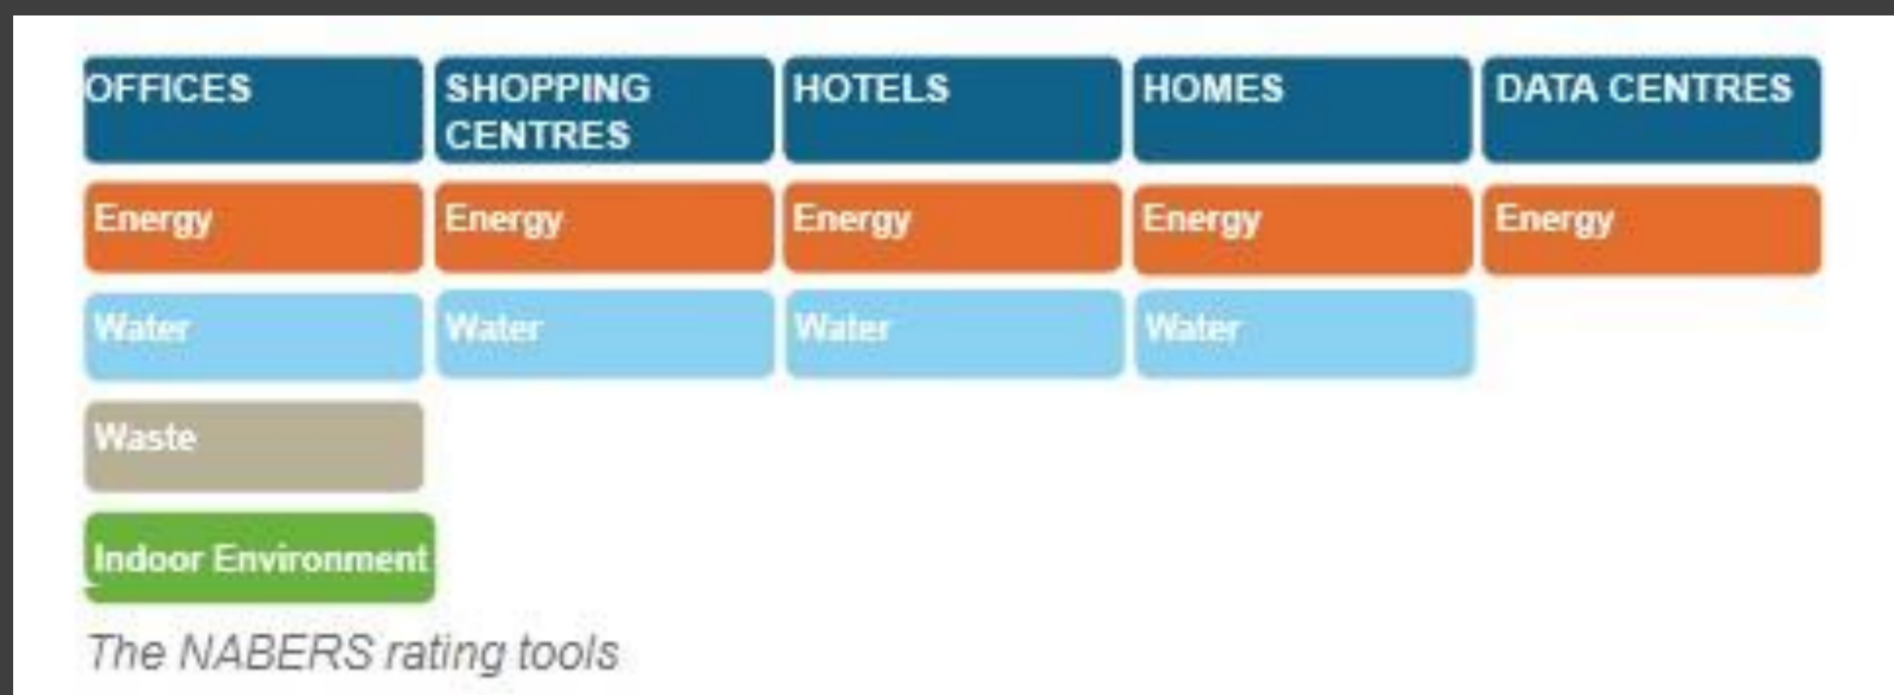 OFFICES
SHOPPING
CENTRES
HOTELS
HOMES
DATA CENTRES
Energy
Energy
Energy
Energy
Energy
Water
Water
Water
Water
Waste
Indoor Environment
The NABERS rating tools